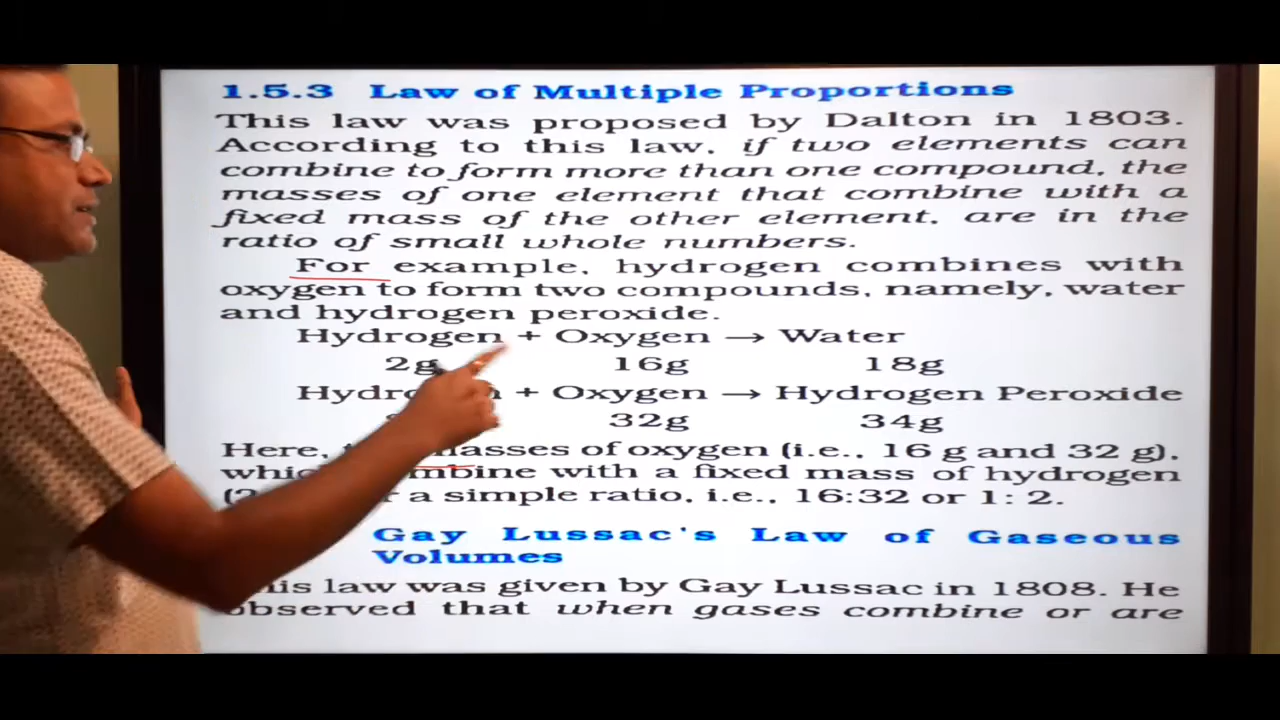 1.5.3 Law of Multiple Proportions
This law was proposed by Dalton in 1803.
According to this law, if two elements can
combine to form more than one compound, the
masses of one element that combine with a
fixed mass of the other element, are in the
ratio of small whole numbers.
For example, hydrogen combines with
oxygen to form two compounds, namely, water
and hydrogen peroxide.
Hydrogen + Oxygen → Water
2g 16g 18g
+ Oxygen → Hydrogen Peroxide
32g 34g
Here, masses of oxygen (i.e., 16 g and 32 g),
combine with a fixed mass of hydrogen
a simple ratio, i.e., 16:32 or 1: 2.
Gay Lussac's Law of Gaseous
Volumes
This law was given by Gay Lussac in 1808. He
observed that when gases combine or are